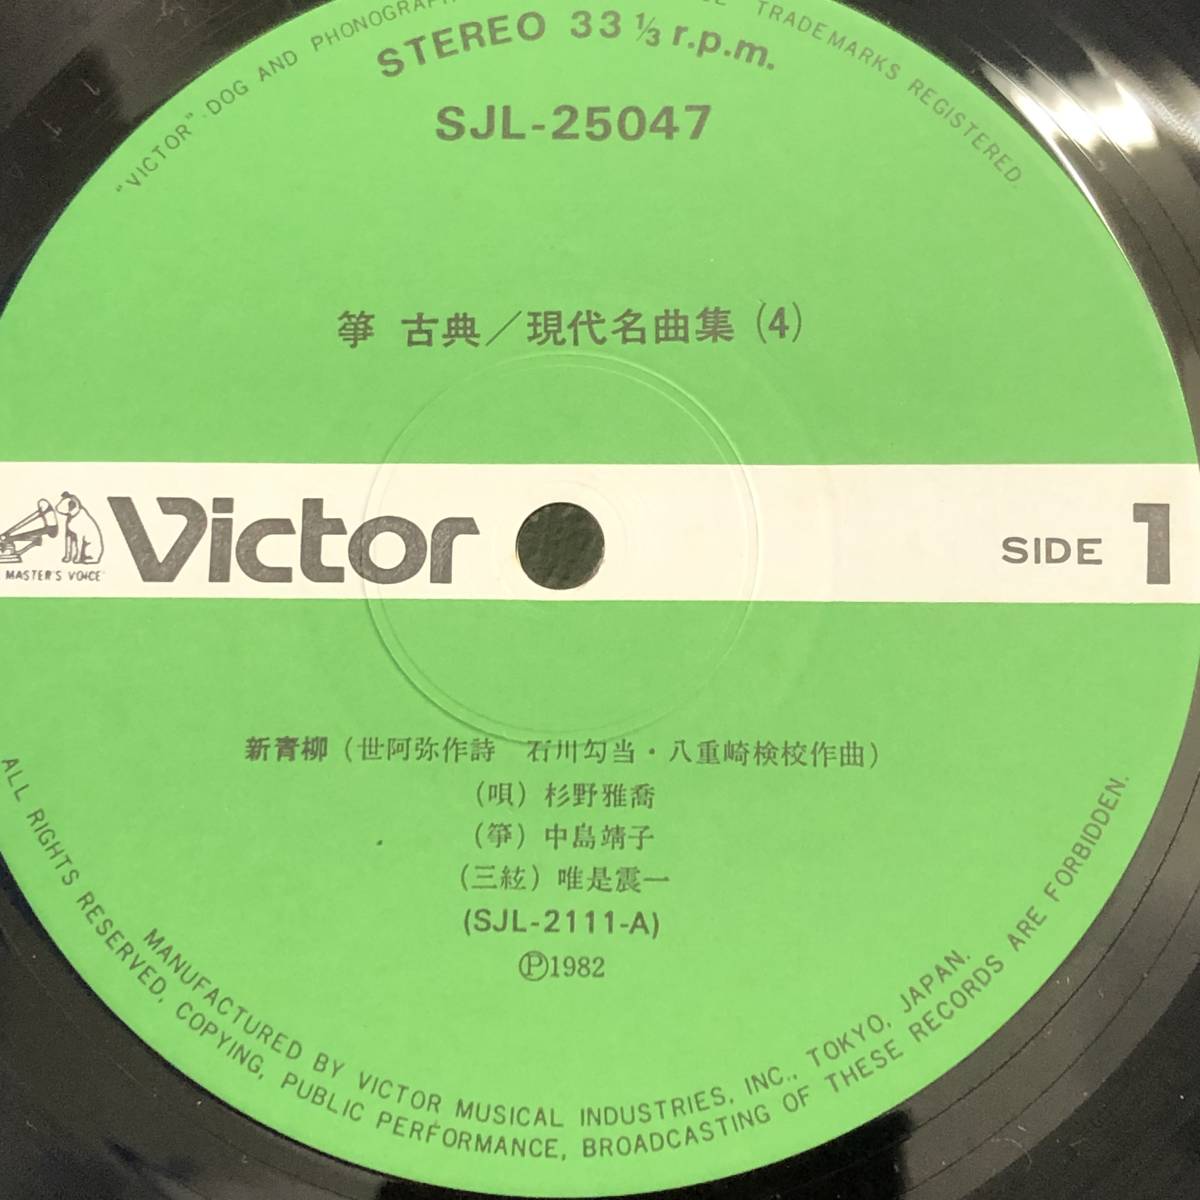 "VICTOR" DOG AND PHONOGRAPH TRADEMARKS REGISTERED.
STEREO 33 1/3 r.p.m.
SJL-25047
箏 古典／現代名曲集 (4)
MASTER'S VOICE
Victor
SIDE 1
新青柳 (世阿弥作詩 石川勾当・八重崎検校作曲)
(唄) 杉野雅喬
(箏) 中島靖子
(三絃) 唯是震一
(SJL-2111-A)
Ⓟ1982
MANUFACTURED BY VICTOR MUSICAL INDUSTRIES, INC., TOKYO, JAPAN.
ALL RIGHTS RESERVED, COPYING, PUBLIC PERFORMANCE, BROADCASTING OF THESE RECORDS ARE FORBIDDEN.